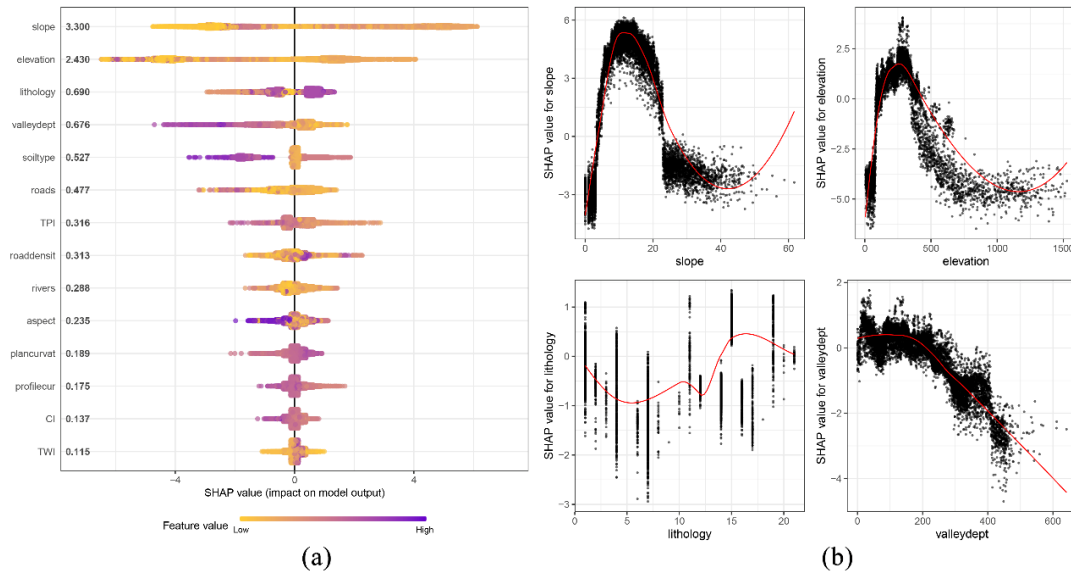 slope 3.300
elevation 2.430
lithology 0.690
valleydept 0.676
soiltype 0.527
roads 0.477
TPI 0.316
roaddensit 0.313
rivers 0.288
aspect 0.235
plancurvat 0.189
profilecur 0.175
CI 0.137
TWI 0.115
−4 0 4
SHAP value (impact on model output)
Feature value Low High
(a)
SHAP value for slope
6
3
0
−3
0 20 40 60
slope
SHAP value for elevation
2.5
0.0
−2.5
−5.0
0 500 1000 1500
elevation
SHAP value for lithology
1
0
−1
−2
−3
0 5 10 15 20
lithology
SHAP value for valleydept
2
0
−2
−4
0 200 400 600
valleydept
(b)